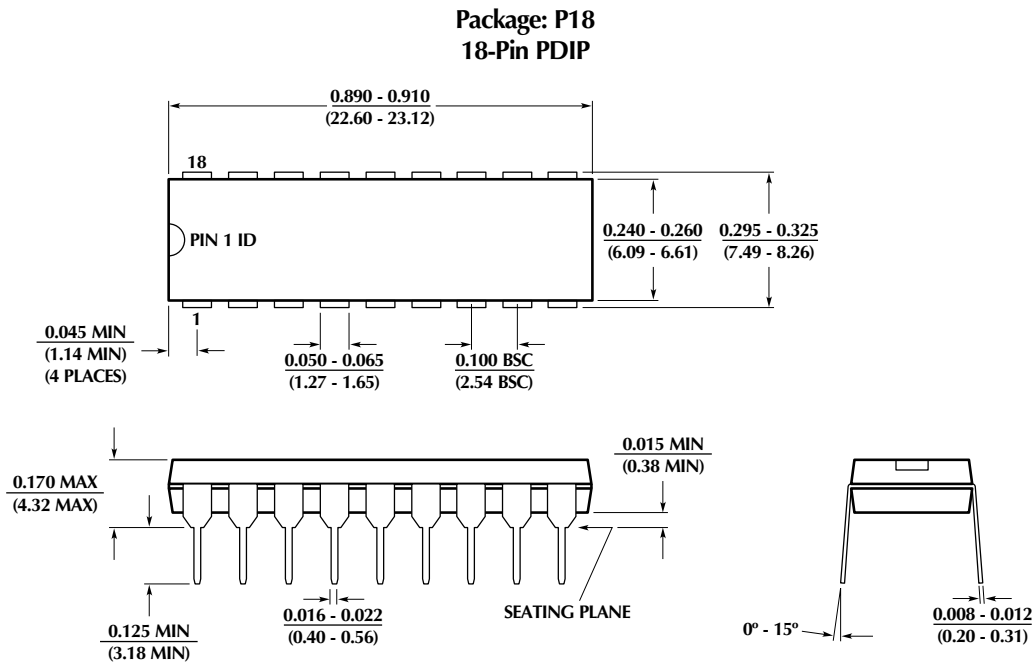 Package: P18
18-Pin PDIP
0.890 - 0.910
(22.60 - 23.12)
18
PIN 1 ID
0.240 - 0.260
(6.09 - 6.61)
0.295 - 0.325
(7.49 - 8.26)
1
0.045 MIN
(1.14 MIN)
(4 PLACES)
0.050 - 0.065
(1.27 - 1.65)
0.100 BSC
(2.54 BSC)
0.170 MAX
(4.32 MAX)
0.015 MIN
(0.38 MIN)
0.125 MIN
(3.18 MIN)
0.016 - 0.022
(0.40 - 0.56)
SEATING PLANE
0º - 15º
0.008 - 0.012
(0.20 - 0.31)